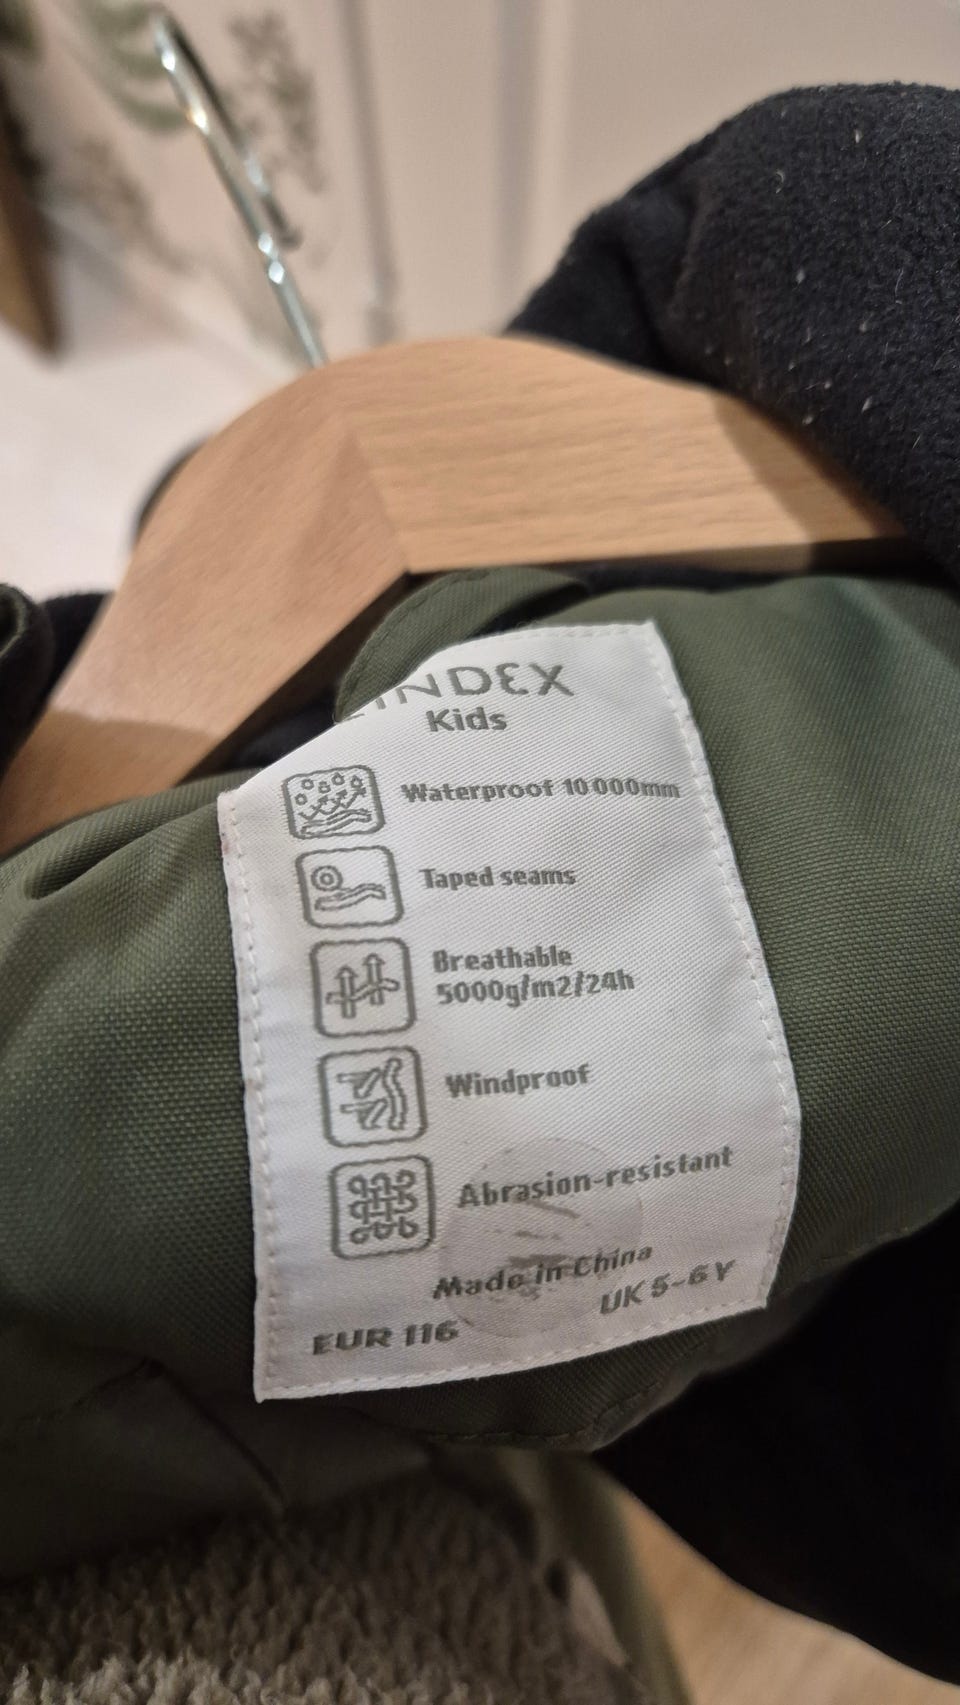 LINDEX
Kids
Waterproof 10 000mm
Taped seams
Breathable
5000g/m2/24h
Windproof
Abrasion-resistant
Made in China
EUR 116 UK 5-6 Y